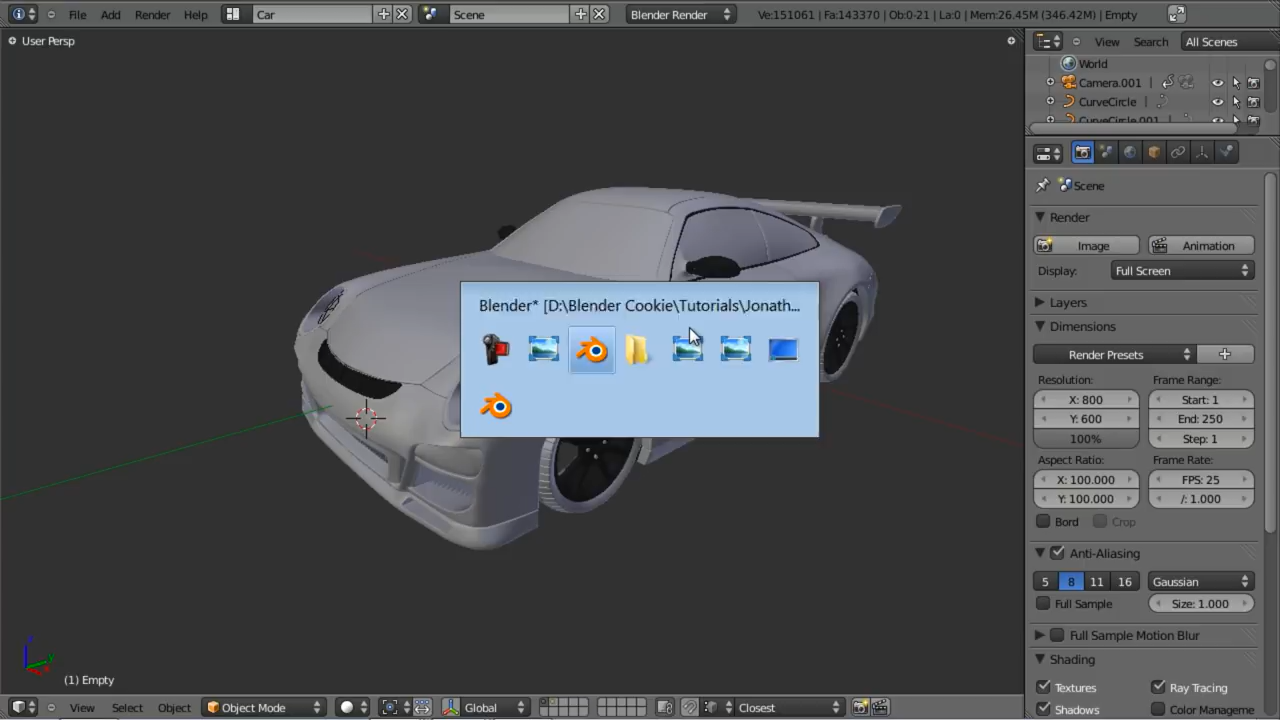 File Add Render Help Car Scene Blender Render Ve:151061 | Fa:143370 | Ob:0-21 | La:0 | Mem:26.45M (346.42M) | Empty
User Persp
View Search All Scenes
World
Camera.001
CurveCircle
CurveCircle.001
Scene
Render
Image Animation
Display: Full Screen
Layers
Dimensions
Render Presets
Resolution: Frame Range:
X: 800 Start: 1
Y: 600 End: 250
100% Step: 1
Aspect Ratio: Frame Rate:
X: 100.000 FPS: 25
Y: 100.000 /: 1.000
Bord Crop
Anti-Aliasing
5 8 11 16 Gaussian
Full Sample Size: 1.000
Full Sample Motion Blur
Shading
Textures Ray Tracing
Shadows Color Manageme
Blender* [D:\Blender Cookie\Tutorials\Jonath...
(1) Empty
View Select Object Object Mode Global Closest